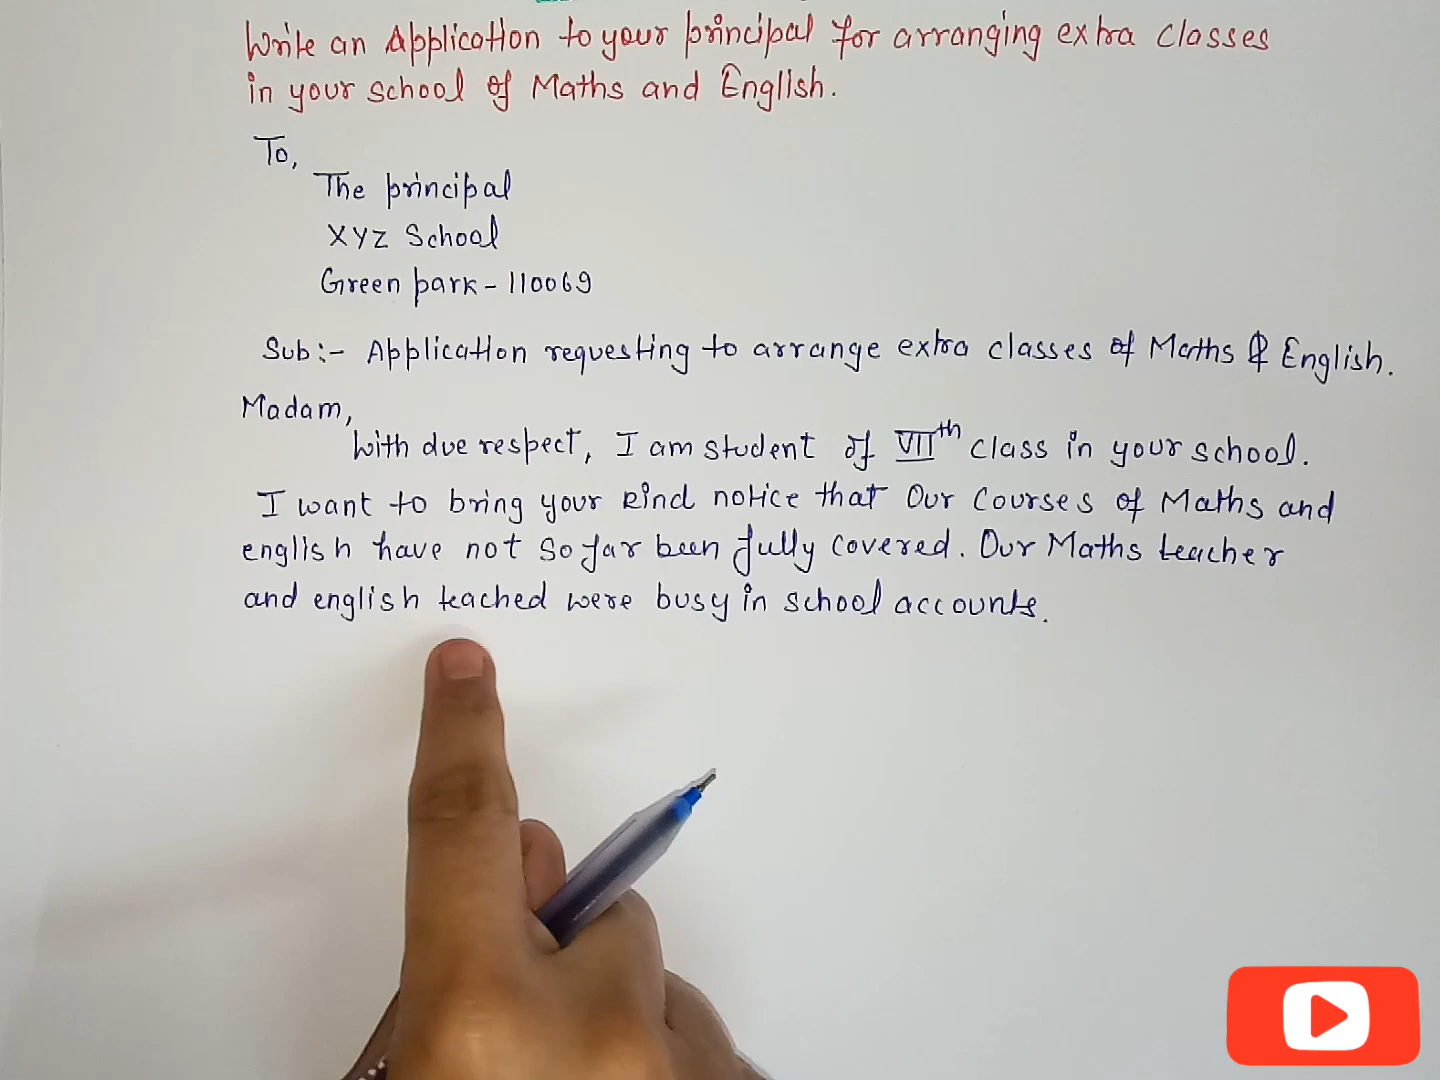 Write an Application to your principal for arranging extra classes
in your school of Maths and English.
To,
The principal
XYZ School
Green park - 110069
Sub:- Application requesting to arrange extra classes of Maths & English.
Madam,
With due respect, I am student of VIIth class in your school.
I want to bring your kind notice that Our Courses of Maths and
english have not so far been fully covered. Our Maths teacher
and english teached were busy in school accounts.